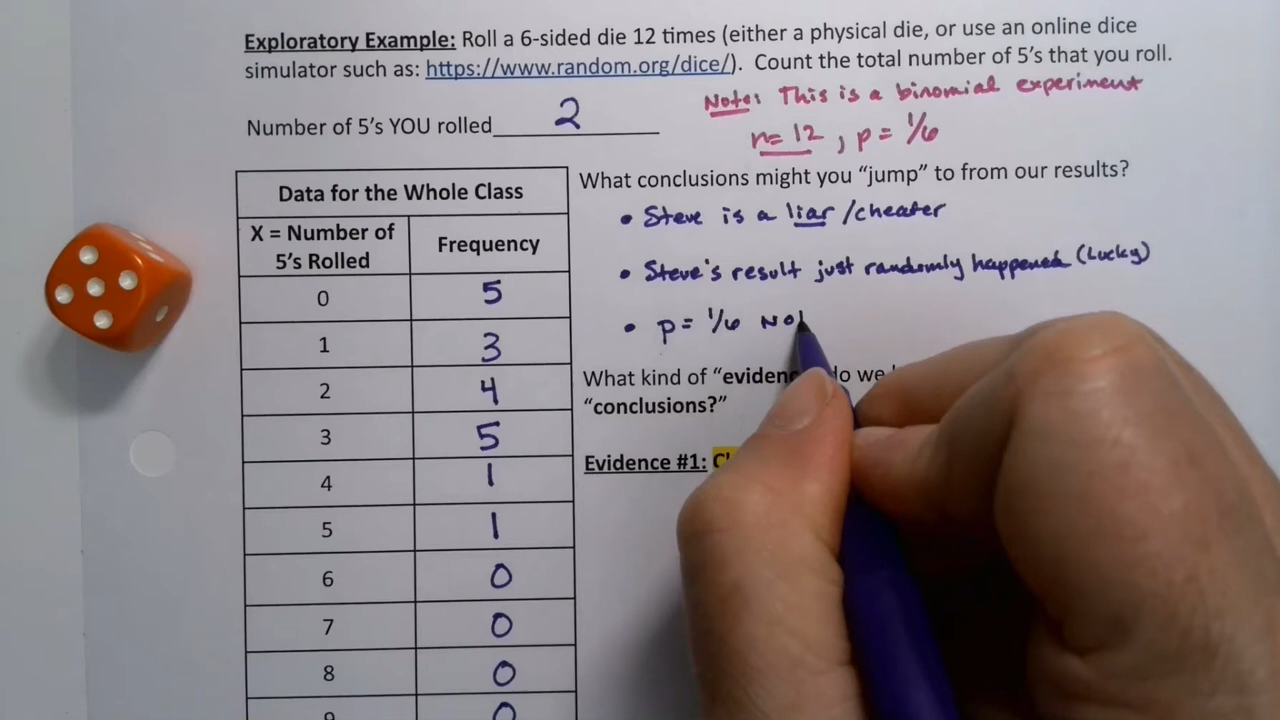 Exploratory Example: Roll a 6-sided die 12 times (either a physical die, or use an online dice
simulator such as: https://www.random.org/dice/). Count the total number of 5's that you roll.
Note: This is a binomial experiment
Number of 5's YOU rolled 2
n=12, p= 1/6
Data for the Whole Class
X = Number of 5's Rolled Frequency
0 5
1 3
2 4
3 5
4 1
5 1
6 0
7 0
8 0
9 0
What conclusions might you “jump” to from our results?
• Steve is a liar/cheater
• Steve's result just randomly happened (Lucky)
• p= 1/6 No
What kind of “evidenc do we
“conclusions?”
Evidence #1: